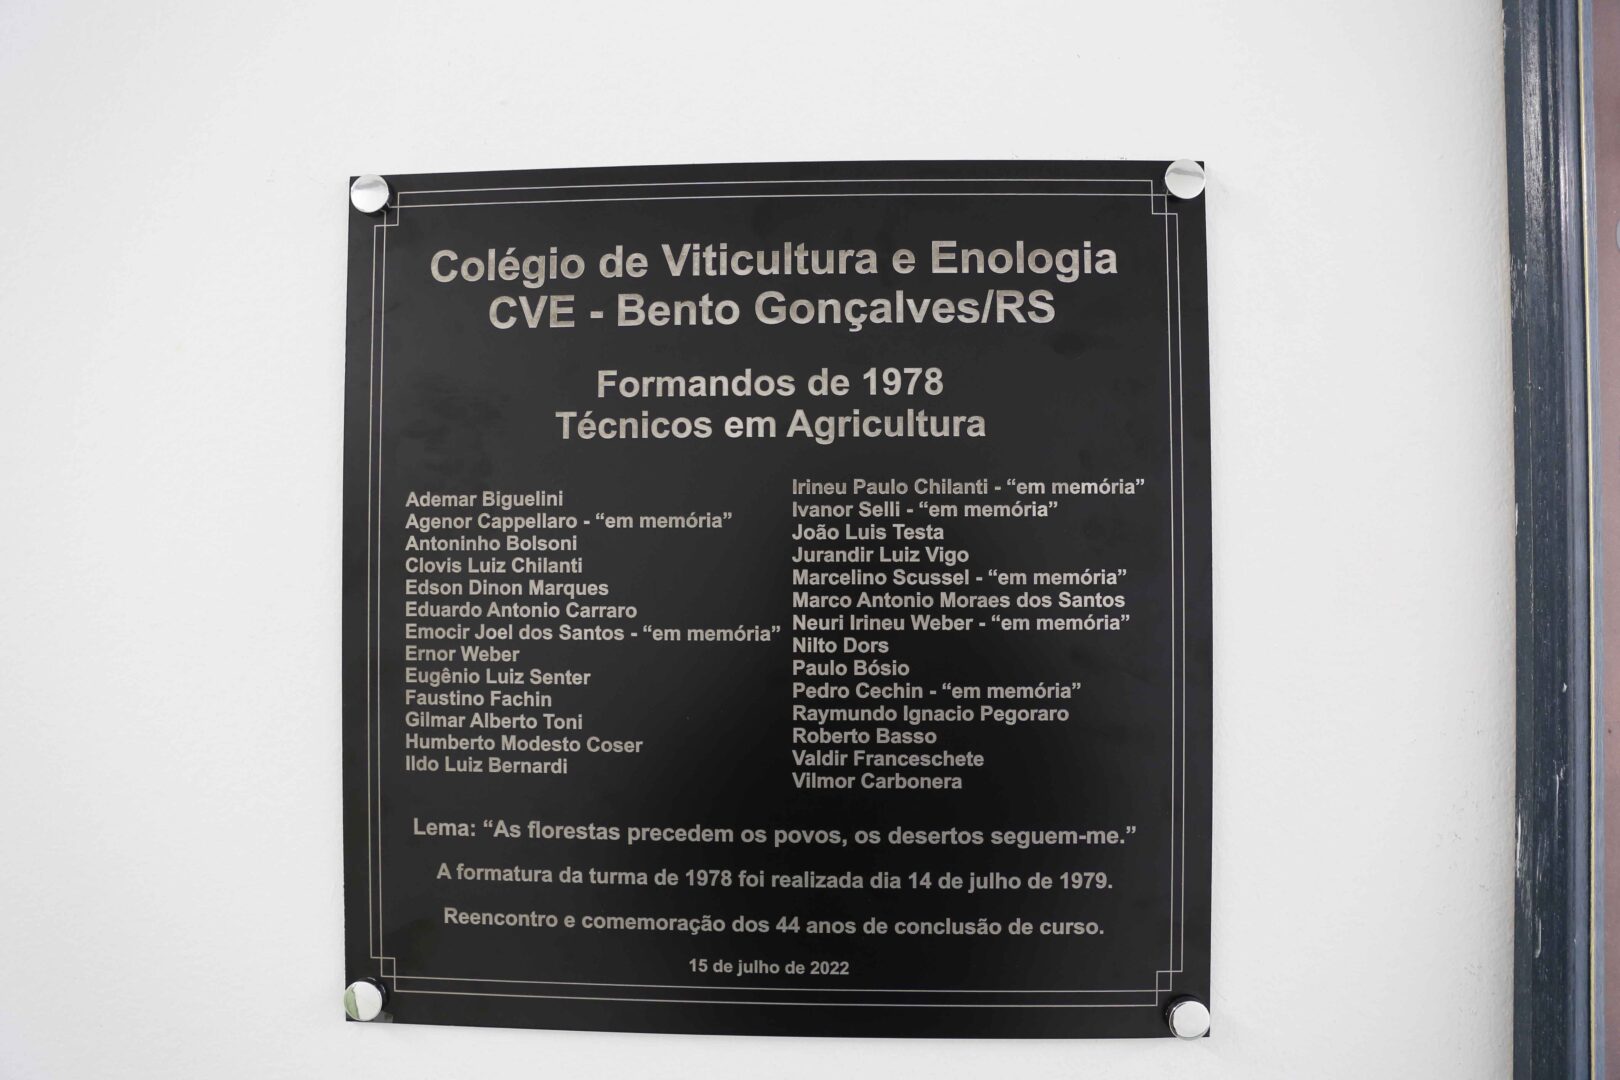 Colégio de Viticultura e Enologia
CVE - Bento Gonçalves/RS
Formandos de 1978
Técnicos em Agricultura
Ademar Biguelini
Agenor Cappellaro - “em memória”
Antoninho Bolsoni
Clovis Luiz Chilanti
Edson Dinon Marques
Eduardo Antonio Carraro
Emocir Joel dos Santos - “em memória”
Ernor Weber
Eugênio Luiz Senter
Faustino Fachin
Gilmar Alberto Toni
Humberto Modesto Coser
Ildo Luiz Bernardi
Irineu Paulo Chilanti - “em memória”
Ivanor Selli - “em memória”
João Luis Testa
Jurandir Luiz Vigo
Marcelino Scussel - “em memória”
Marco Antonio Moraes dos Santos
Neuri Irineu Weber - “em memória”
Nilto Dors
Paulo Bósio
Pedro Cechin - “em memória”
Raymundo Ignacio Pegoraro
Roberto Basso
Valdir Franceschete
Vilmor Carbonera
Lema: “As florestas precedem os povos, os desertos seguem-me.”
A formatura da turma de 1978 foi realizada dia 14 de julho de 1979.
Reencontro e comemoração dos 44 anos de conclusão de curso.
15 de julho de 2022